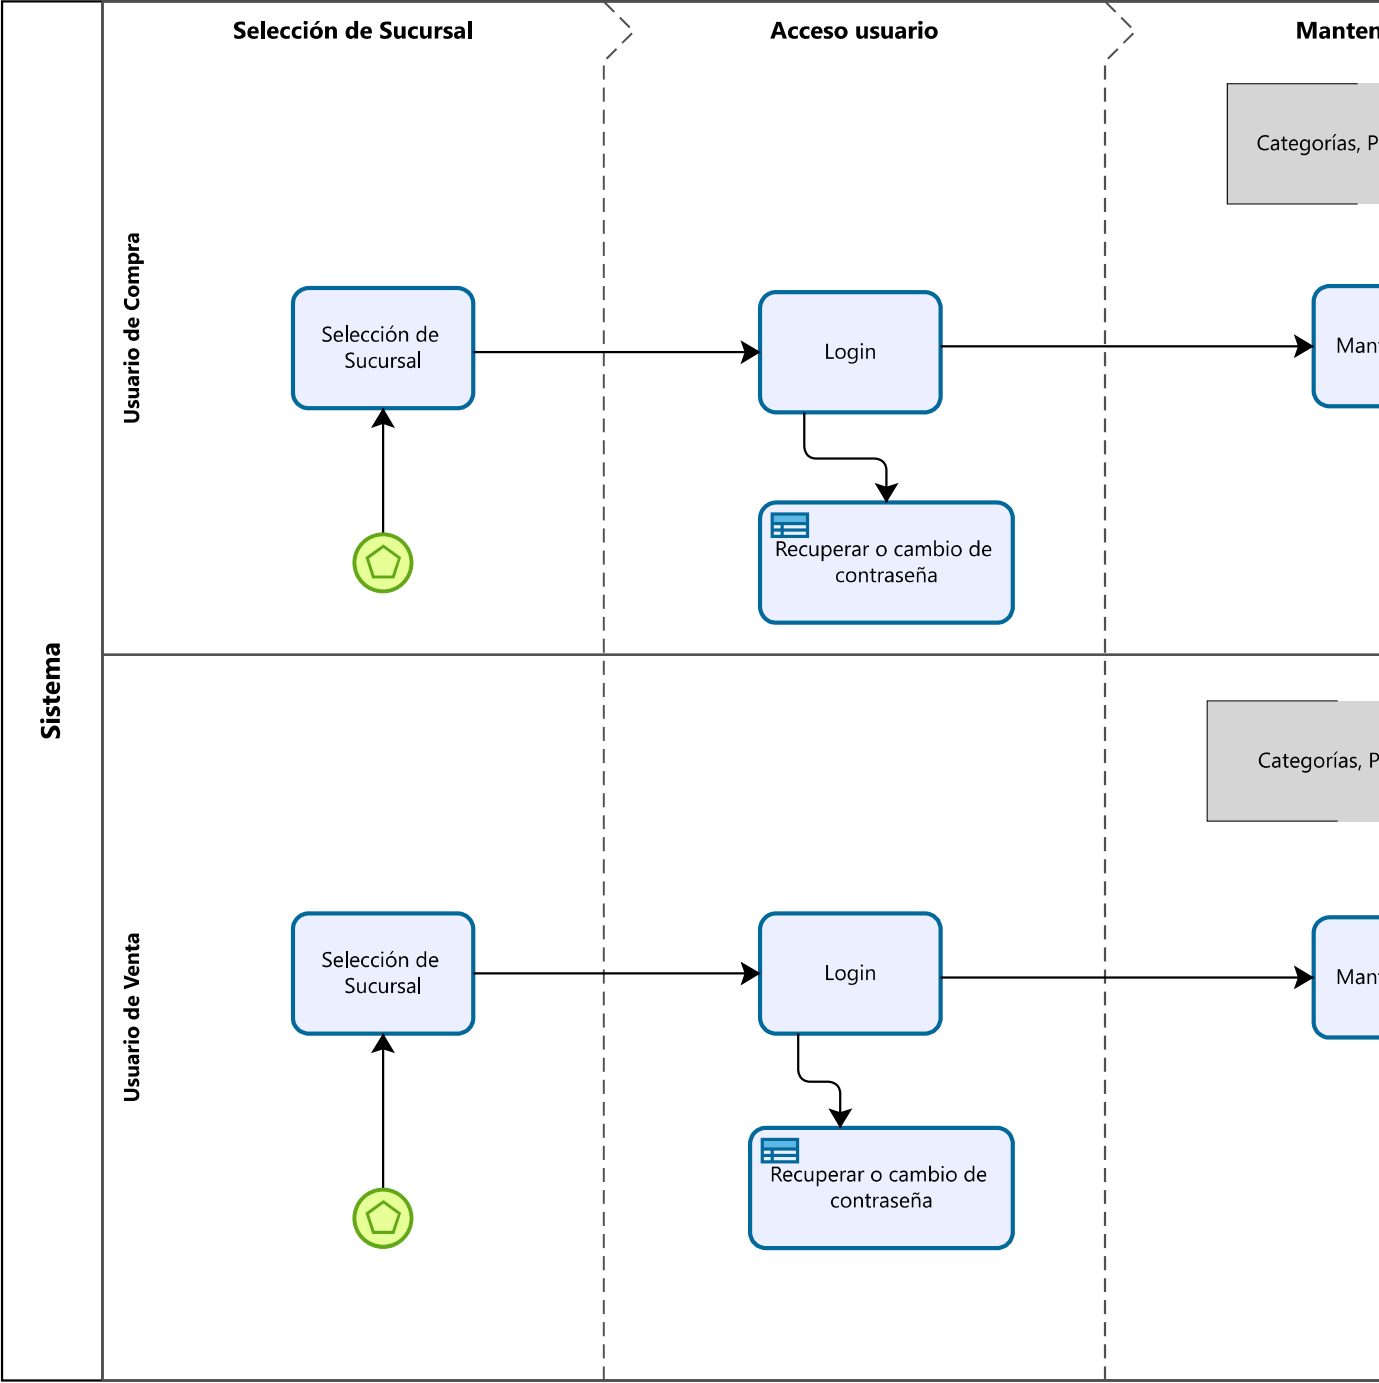 Selección de Sucursal
Acceso usuario
Manten
Categorías, P
Usuario de Compra
Selección de
Sucursal
Login
Man
Recuperar o cambio de
contraseña
Sistema
Categorías, P
Usuario de Venta
Selección de
Sucursal
Login
Man
Recuperar o cambio de
contraseña